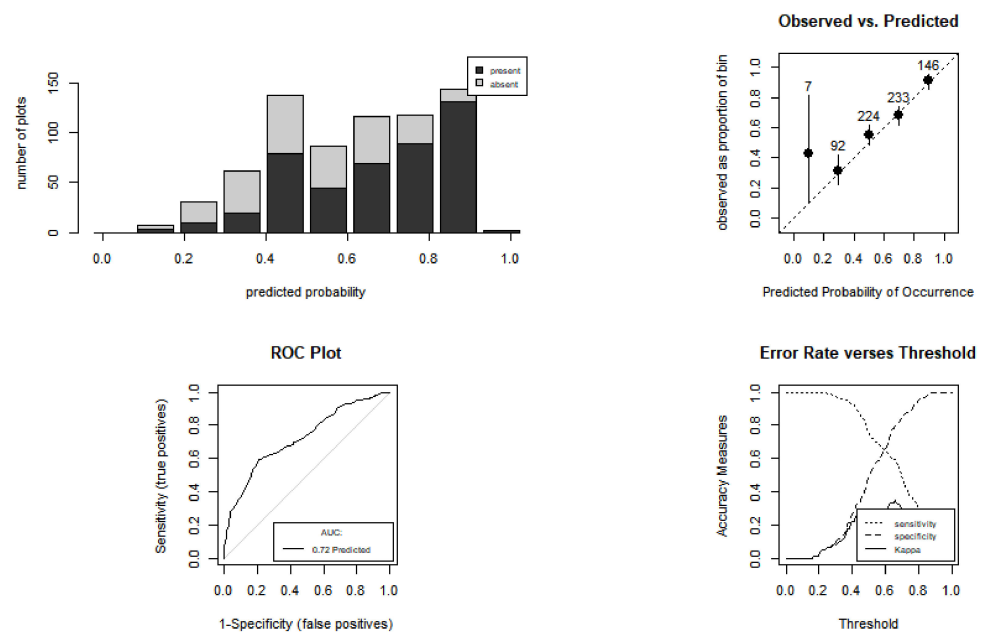 number of plots
150
100
50
0
present
absent
0.0 0.2 0.4 0.6 0.8 1.0
predicted probability
Observed vs. Predicted
observed as proportion of bin
1.0
0.8
0.6
0.4
0.2
0.0
7
92
224
233
146
0.0 0.2 0.4 0.6 0.8 1.0
Predicted Probability of Occurrence
ROC Plot
Sensitivity (true positives)
1.0
0.8
0.6
0.4
0.2
0.0
AUC:
0.72 Predicted
0.0 0.2 0.4 0.6 0.8 1.0
1-Specificity (false positives)
Error Rate verses Threshold
Accuracy Measures
1.0
0.8
0.6
0.4
0.2
0.0
sensitivity
specificity
Kappa
0.0 0.2 0.4 0.6 0.8 1.0
Threshold